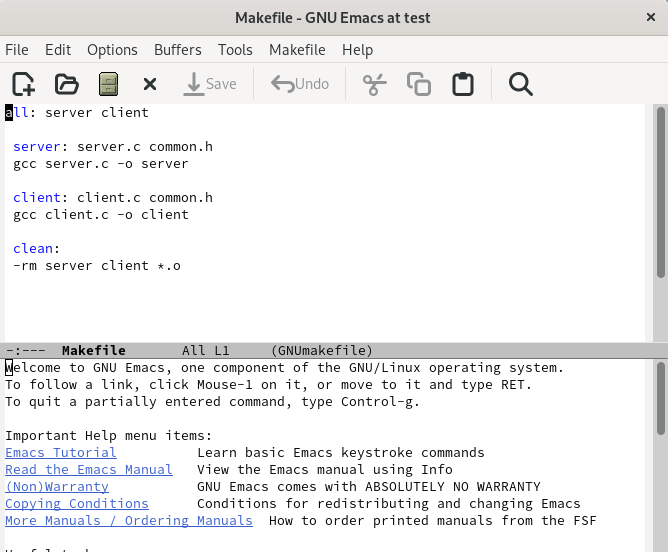 Makefile - GNU Emacs at test
File Edit Options Buffers Tools Makefile Help
Save Undo
all: server client
server: server.c common.h
gcc server.c -o server
client: client.c common.h
gcc client.c -o client
clean:
-rm server client *.o
-:--- Makefile All L1 (GNUmakefile)
Welcome to GNU Emacs, one component of the GNU/Linux operating system.
To follow a link, click Mouse-1 on it, or move to it and type RET.
To quit a partially entered command, type Control-g.
Important Help menu items:
Emacs Tutorial Learn basic Emacs keystroke commands
Read the Emacs Manual View the Emacs manual using Info
(Non)Warranty GNU Emacs comes with ABSOLUTELY NO WARRANTY
Copying Conditions Conditions for redistributing and changing Emacs
More Manuals / Ordering Manuals How to order printed manuals from the FSF